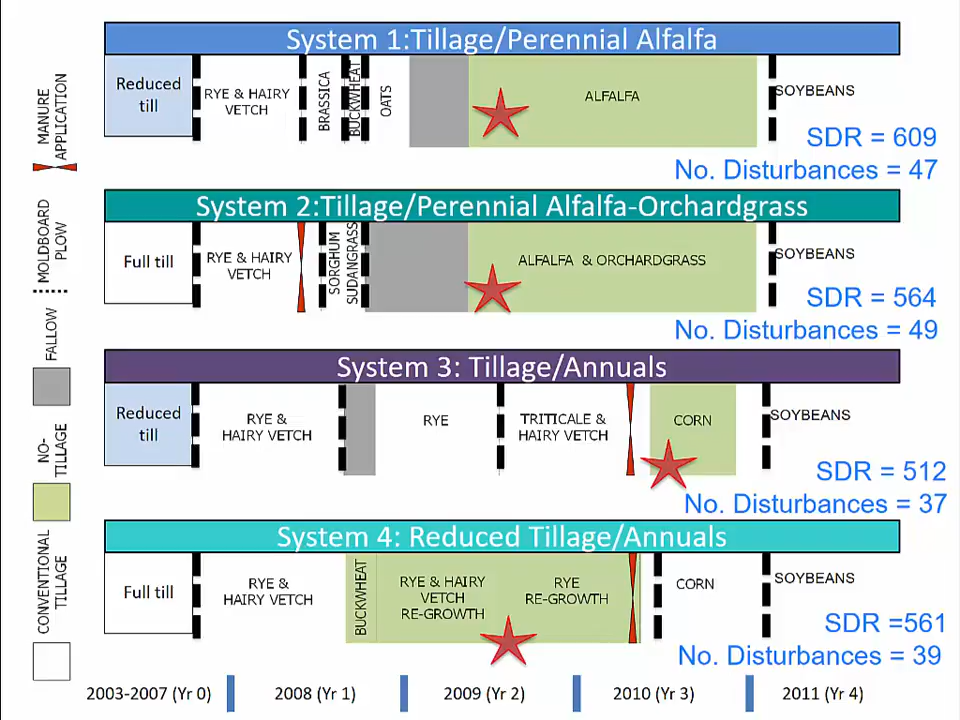 System 1:Tillage/Perennial Alfalfa
Reduced
till
RYE & HAIRY
VETCH
BRASSICA
BUCKWHEAT
OATS
ALFALFA
SOYBEANS
SDR = 609
No. Disturbances = 47
System 2:Tillage/Perennial Alfalfa-Orchardgrass
Full till
RYE & HAIRY
VETCH
SORGHUM
SUDANGRASS
ALFALFA & ORCHARDGRASS
SOYBEANS
SDR = 564
No. Disturbances = 49
System 3: Tillage/Annuals
Reduced
till
RYE &
HAIRY VETCH
RYE
TRITICALE &
HAIRY VETCH
CORN
SOYBEANS
SDR = 512
No. Disturbances = 37
System 4: Reduced Tillage/Annuals
Full till
RYE &
HAIRY VETCH
BUCKWHEAT
RYE & HAIRY
VETCH
RE-GROWTH
RYE
RE-GROWTH
CORN
SOYBEANS
SDR =561
No. Disturbances = 39
MANURE
APPLICATION
MOLDBOARD
PLOW
FALLOW
NO-
TILLAGE
CONVENTIONAL
TILLAGE
2003-2007 (Yr 0)
2008 (Yr 1)
2009 (Yr 2)
2010 (Yr 3)
2011 (Yr 4)